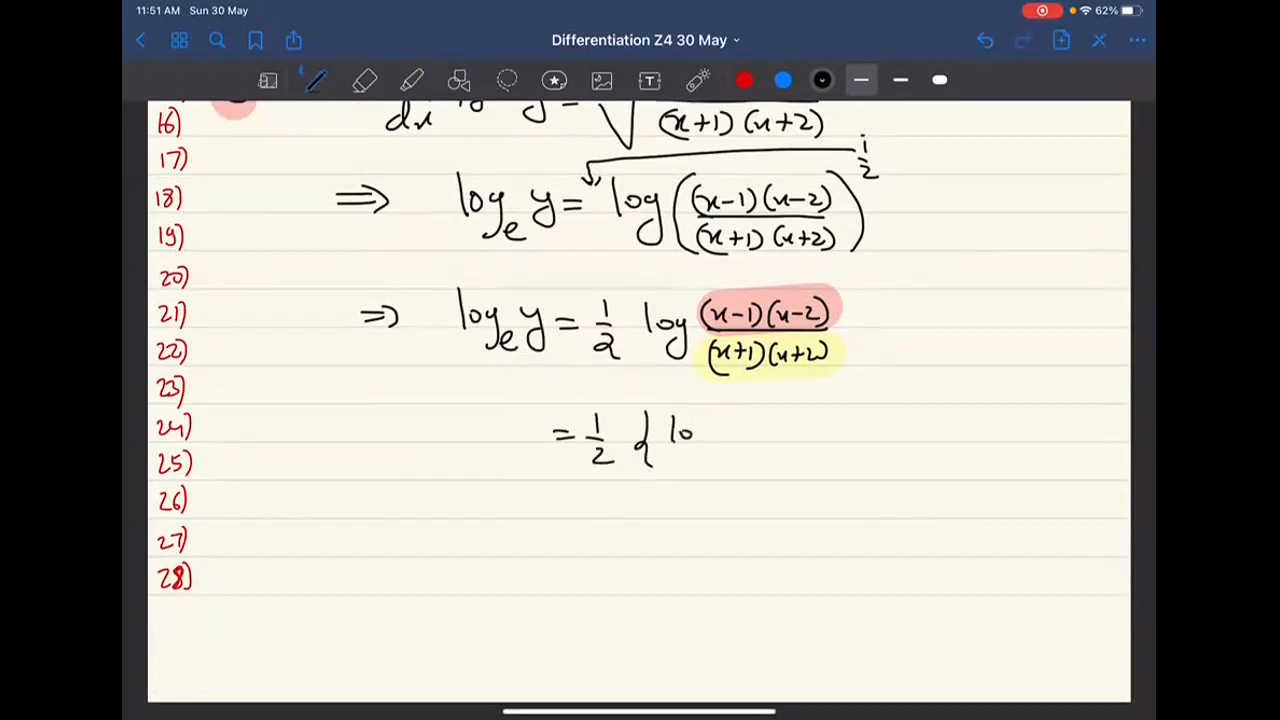 11:51 AM Sun 30 May 62%
Differentiation Z4 30 May
16) d/dx y = √ (x+1)(x+2)
17)
18) ⇒ logₑ y = log ((x-1)(x-2)/(x+1)(x+2))^1/2
19)
20)
21) ⇒ logₑ y = 1/2 log (x-1)(x-2)/(x+1)(x+2)
22)
23)
24) = 1/2 { lo
25)
26)
27)
28)